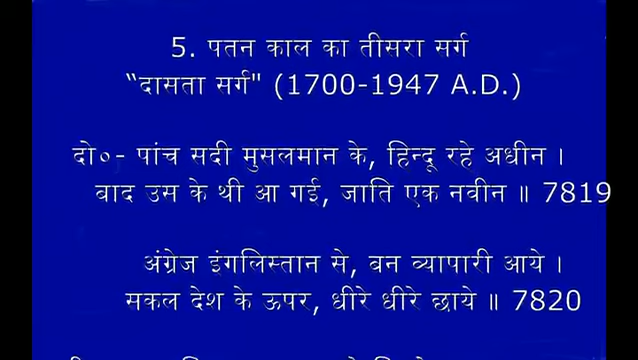 5. पतन काल का तीसरा सर्ग
“दासता सर्ग" (1700-1947 A.D.)
दो०- पांच सदी मुसलमान के, हिन्दू रहे अधीन ।
बाद उस के थी आ गई, जाति एक नवीन ॥ 7819
अंग्रेज इंगलिस्तान से, बन व्यापारी आये ।
सकल देश के ऊपर, धीरे धीरे छाये ॥ 7820